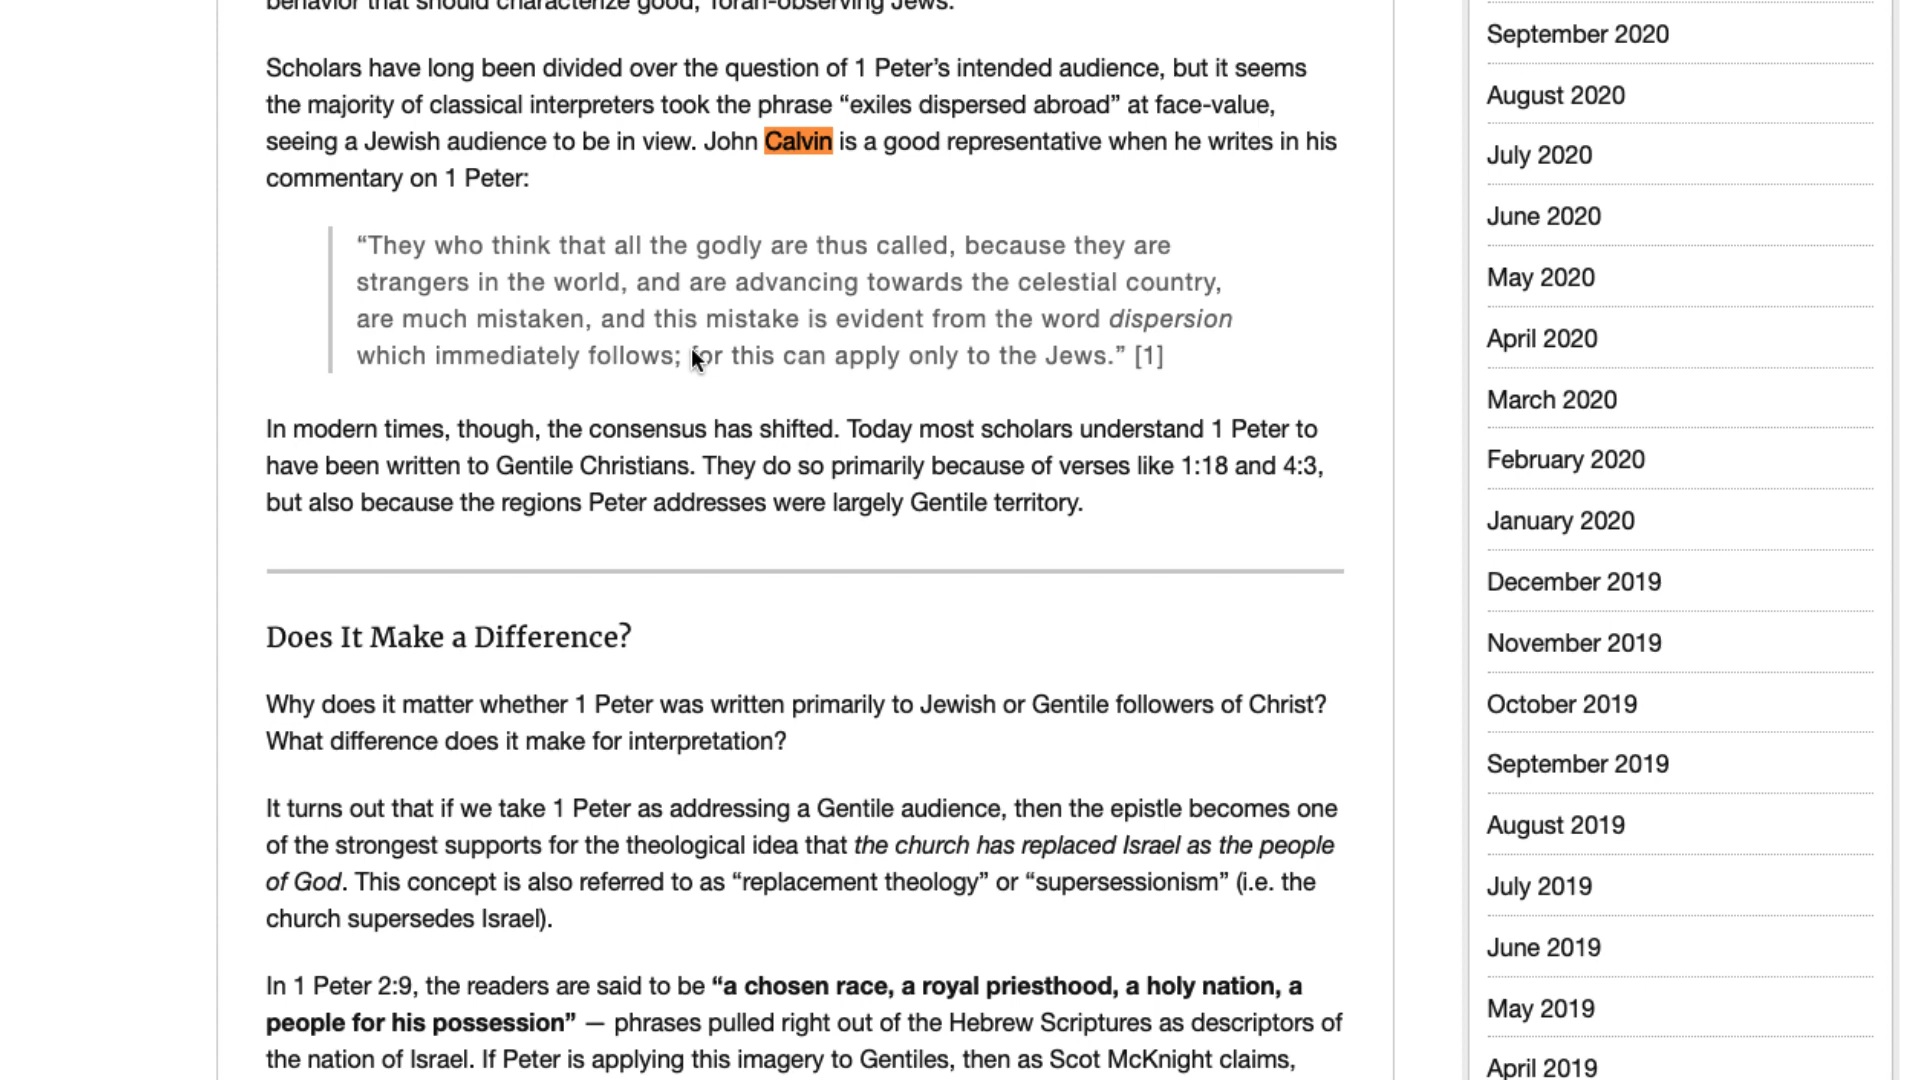 behavior that should characterize good, Torah-observing Jews.
Scholars have long been divided over the question of 1 Peter’s intended audience, but it seems
the majority of classical interpreters took the phrase “exiles dispersed abroad” at face-value,
seeing a Jewish audience to be in view. John Calvin is a good representative when he writes in his
commentary on 1 Peter:
“They who think that all the godly are thus called, because they are
strangers in the world, and are advancing towards the celestial country,
are much mistaken, and this mistake is evident from the word dispersion
which immediately follows; for this can apply only to the Jews.” [1]
In modern times, though, the consensus has shifted. Today most scholars understand 1 Peter to
have been written to Gentile Christians. They do so primarily because of verses like 1:18 and 4:3,
but also because the regions Peter addresses were largely Gentile territory.
Does It Make a Difference?
Why does it matter whether 1 Peter was written primarily to Jewish or Gentile followers of Christ?
What difference does it make for interpretation?
It turns out that if we take 1 Peter as addressing a Gentile audience, then the epistle becomes one
of the strongest supports for the theological idea that the church has replaced Israel as the people
of God. This concept is also referred to as “replacement theology” or “supersessionism” (i.e. the
church supersedes Israel).
In 1 Peter 2:9, the readers are said to be “a chosen race, a royal priesthood, a holy nation, a
people for his possession” — phrases pulled right out of the Hebrew Scriptures as descriptors of
the nation of Israel. If Peter is applying this imagery to Gentiles, then as Scot McKnight claims,
September 2020
August 2020
July 2020
June 2020
May 2020
April 2020
March 2020
February 2020
January 2020
December 2019
November 2019
October 2019
September 2019
August 2019
July 2019
June 2019
May 2019
April 2019